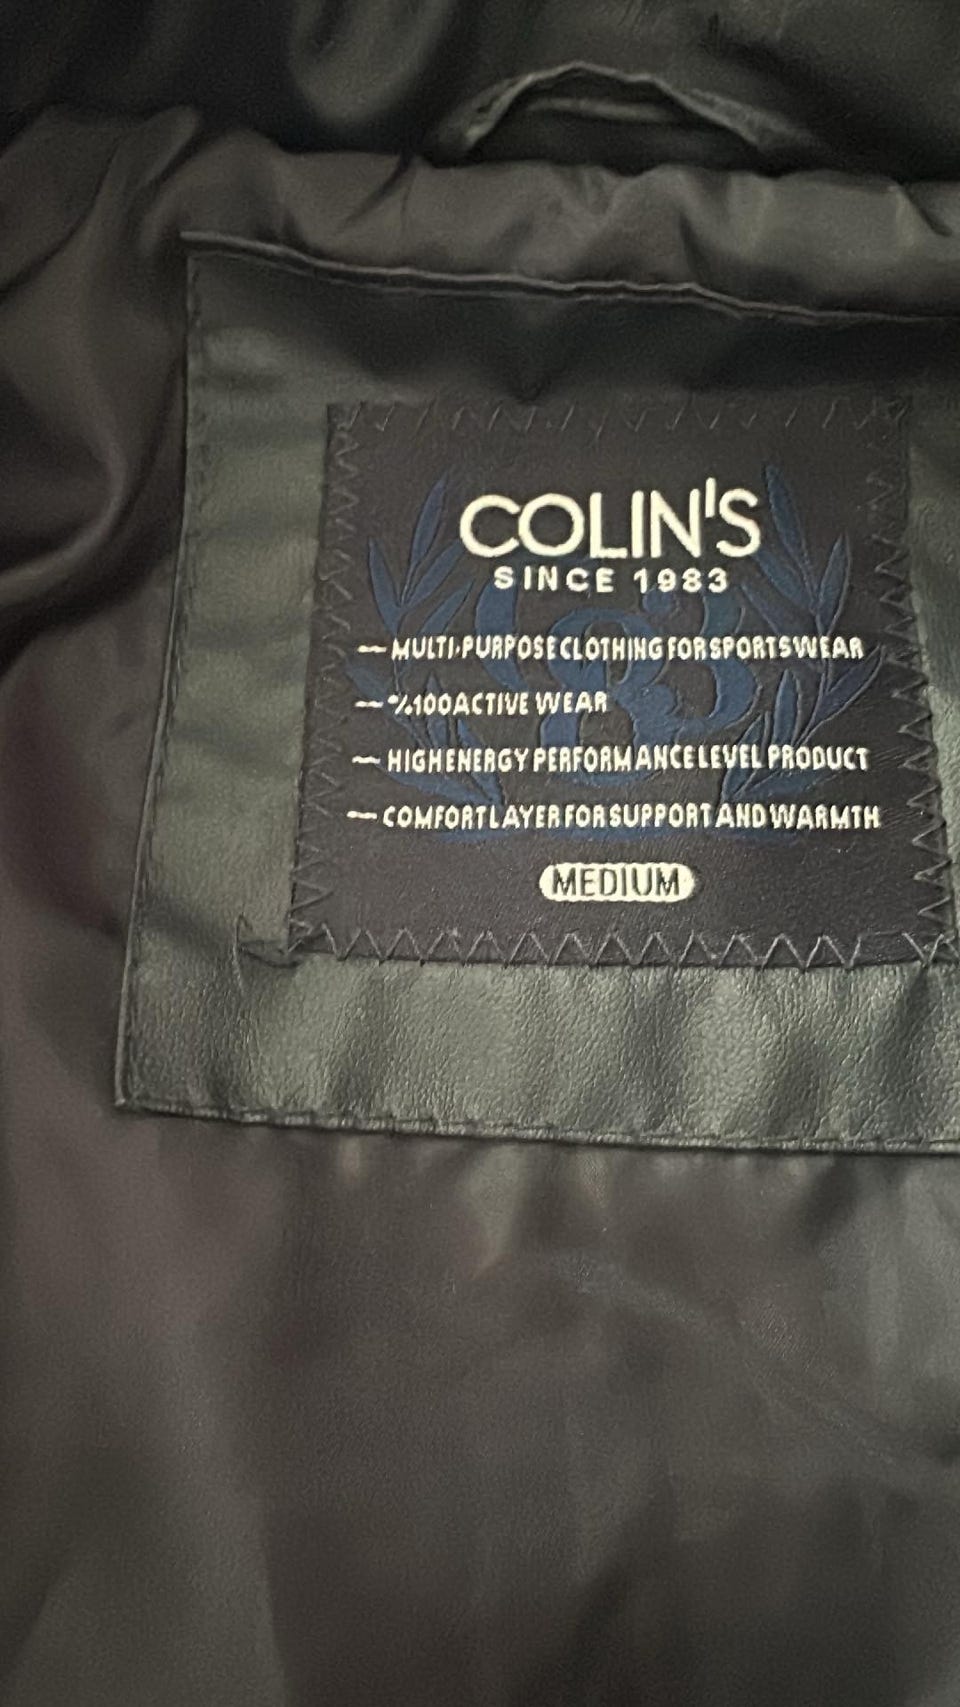 COLIN'S
SINCE 1983
— MULTI-PURPOSE CLOTHING FOR SPORTSWEAR
— %100 ACTIVE WEAR
— HIGH ENERGY PERFORMANCE LEVEL PRODUCT
— COMFORT LAYER FOR SUPPORT AND WARMTH
MEDIUM